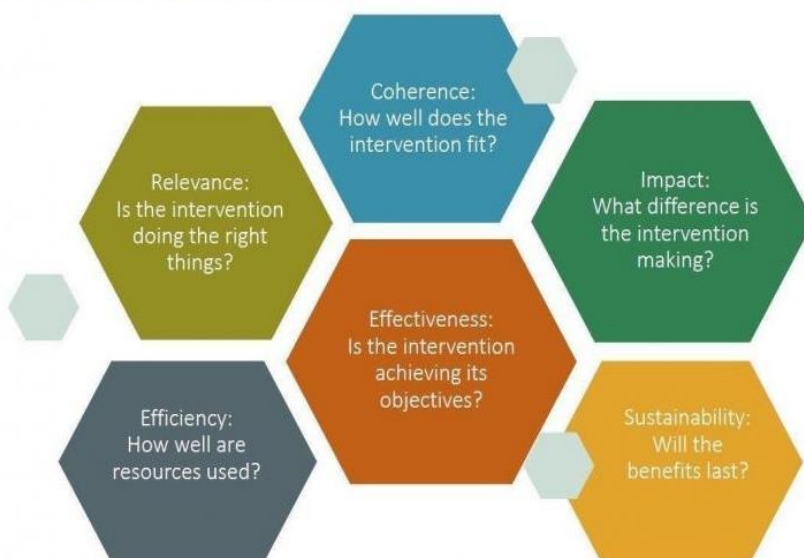 Coherence:
How well does the
intervention fit?
Relevance:
Is the intervention
doing the right
things?
Impact:
What difference is
the intervention
making?
Effectiveness:
Is the intervention
achieving its
objectives?
Efficiency:
How well are
resources used?
Sustainability:
Will the
benefits last?